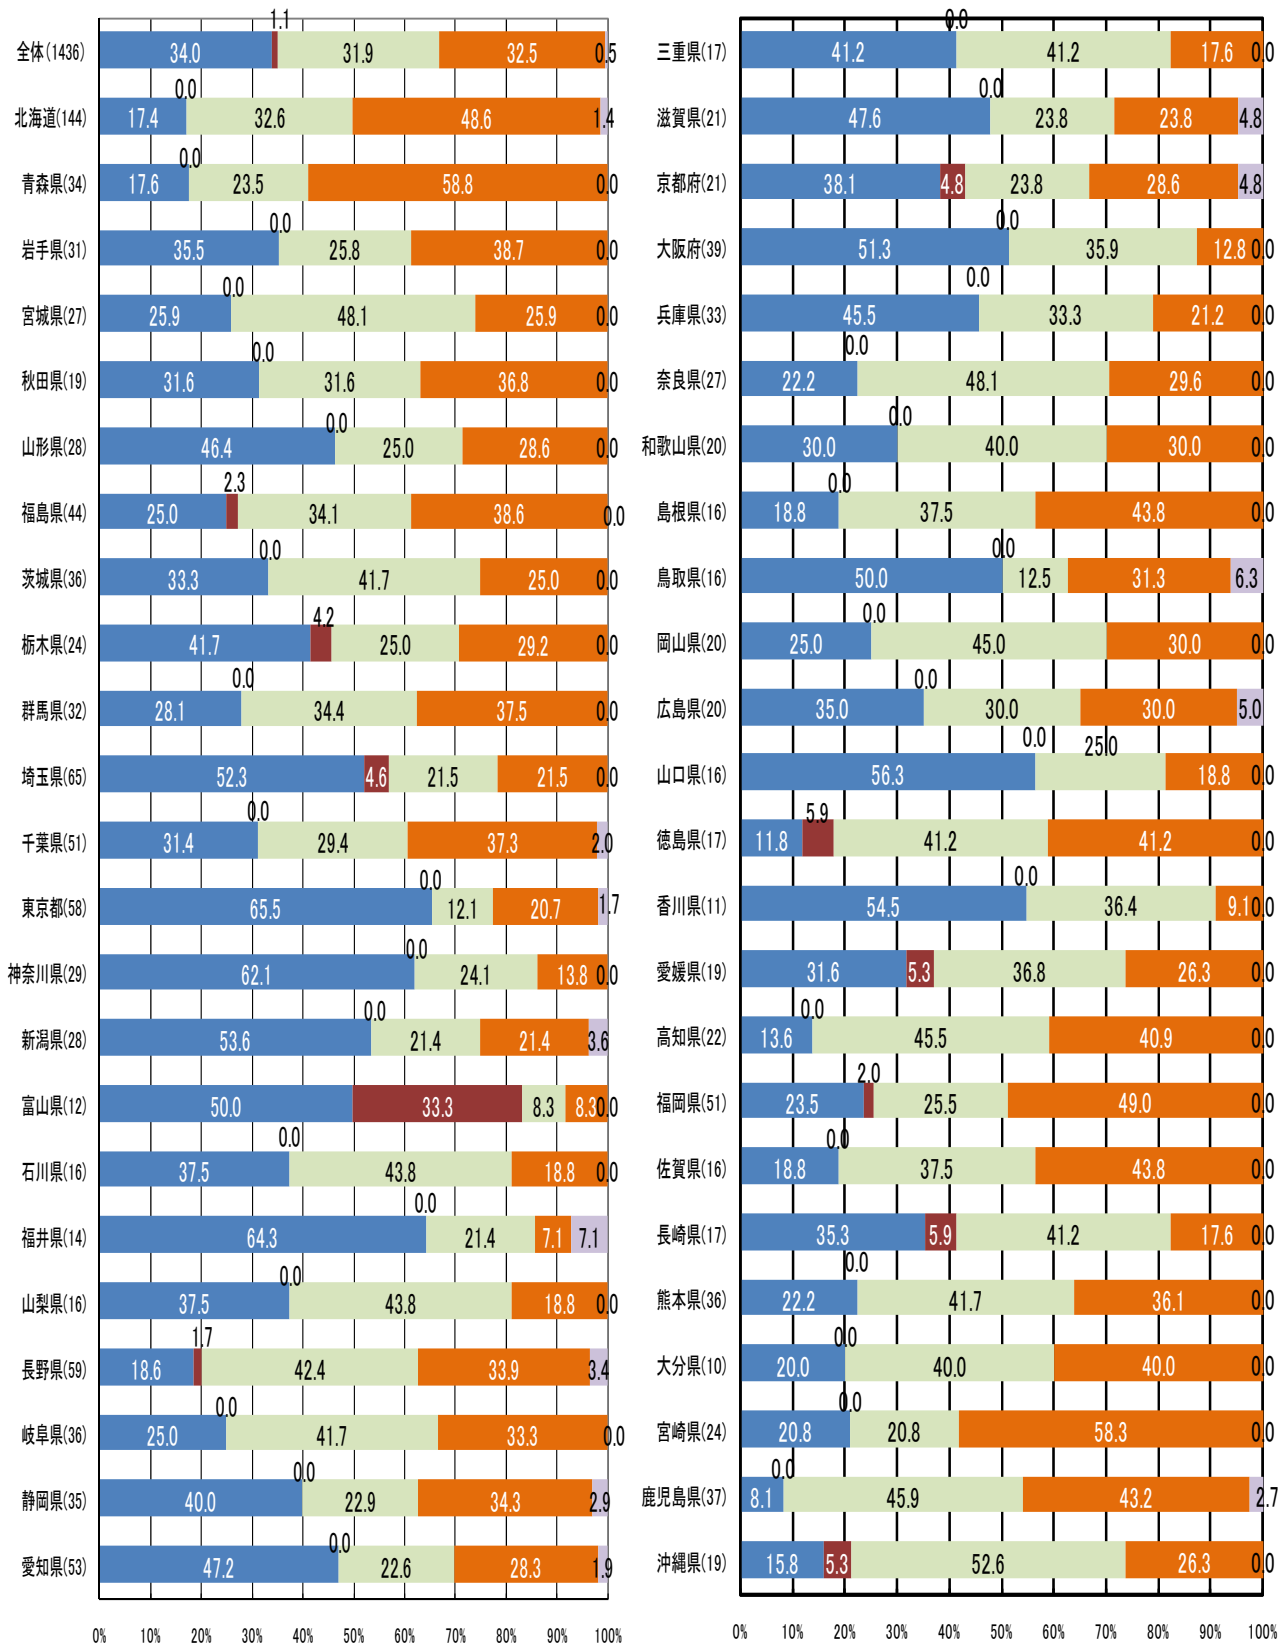 全体(1436) 34.0 1.1 31.9 32.5 0.5
北海道(144) 17.4 0.0 32.6 48.6 1.4
青森県(34) 17.6 0.0 23.5 58.8 0.0
岩手県(31) 35.5 0.0 25.8 38.7 0.0
宮城県(27) 25.9 0.0 48.1 25.9 0.0
秋田県(19) 31.6 0.0 31.6 36.8 0.0
山形県(28) 46.4 0.0 25.0 28.6 0.0
福島県(44) 25.0 2.3 34.1 38.6 0.0
茨城県(36) 33.3 0.0 41.7 25.0 0.0
栃木県(24) 41.7 4.2 25.0 29.2 0.0
群馬県(32) 28.1 0.0 34.4 37.5 0.0
埼玉県(65) 52.3 4.6 21.5 21.5 0.0
千葉県(51) 31.4 0.0 29.4 37.3 2.0
東京都(58) 65.5 0.0 12.1 20.7 1.7
神奈川県(29) 62.1 0.0 24.1 13.8 0.0
新潟県(28) 53.6 0.0 21.4 21.4 3.6
富山県(12) 50.0 33.3 8.3 8.3 0.0
石川県(16) 37.5 0.0 43.8 18.8 0.0
福井県(14) 64.3 0.0 21.4 7.1 7.1
山梨県(16) 37.5 0.0 43.8 18.8 0.0
長野県(59) 18.6 1.7 42.4 33.9 3.4
岐阜県(36) 25.0 0.0 41.7 33.3 0.0
静岡県(35) 40.0 0.0 22.9 34.3 2.9
愛知県(53) 47.2 0.0 22.6 28.3 1.9
0% 10% 20% 30% 40% 50% 60% 70% 80% 90% 100%
三重県(17) 41.2 0.0 41.2 17.6 0.0
滋賀県(21) 47.6 0.0 23.8 23.8 4.8
京都府(21) 38.1 4.8 23.8 28.6 4.8
大阪府(39) 51.3 0.0 35.9 12.8 0.0
兵庫県(33) 45.5 0.0 33.3 21.2 0.0
奈良県(27) 22.2 0.0 48.1 29.6 0.0
和歌山県(20) 30.0 0.0 40.0 30.0 0.0
島根県(16) 18.8 0.0 37.5 43.8 0.0
鳥取県(16) 50.0 0.0 12.5 31.3 6.3
岡山県(20) 25.0 0.0 45.0 30.0 0.0
広島県(20) 35.0 0.0 30.0 30.0 5.0
山口県(16) 56.3 0.0 25.0 18.8 0.0
徳島県(17) 11.8 5.9 41.2 41.2 0.0
香川県(11) 54.5 0.0 36.4 9.1 0.0
愛媛県(19) 31.6 5.3 36.8 26.3 0.0
高知県(22) 13.6 0.0 45.5 40.9 0.0
福岡県(51) 23.5 2.0 25.5 49.0 0.0
佐賀県(16) 18.8 0.0 37.5 43.8 0.0
長崎県(17) 35.3 5.9 41.2 17.6 0.0
熊本県(36) 22.2 0.0 41.7 36.1 0.0
大分県(10) 20.0 0.0 40.0 40.0 0.0
宮崎県(24) 20.8 0.0 20.8 58.3 0.0
鹿児島県(37) 8.1 0.0 45.9 43.2 2.7
沖縄県(19) 15.8 5.3 52.6 26.3 0.0
0% 10% 20% 30% 40% 50% 60% 70% 80% 90% 100%